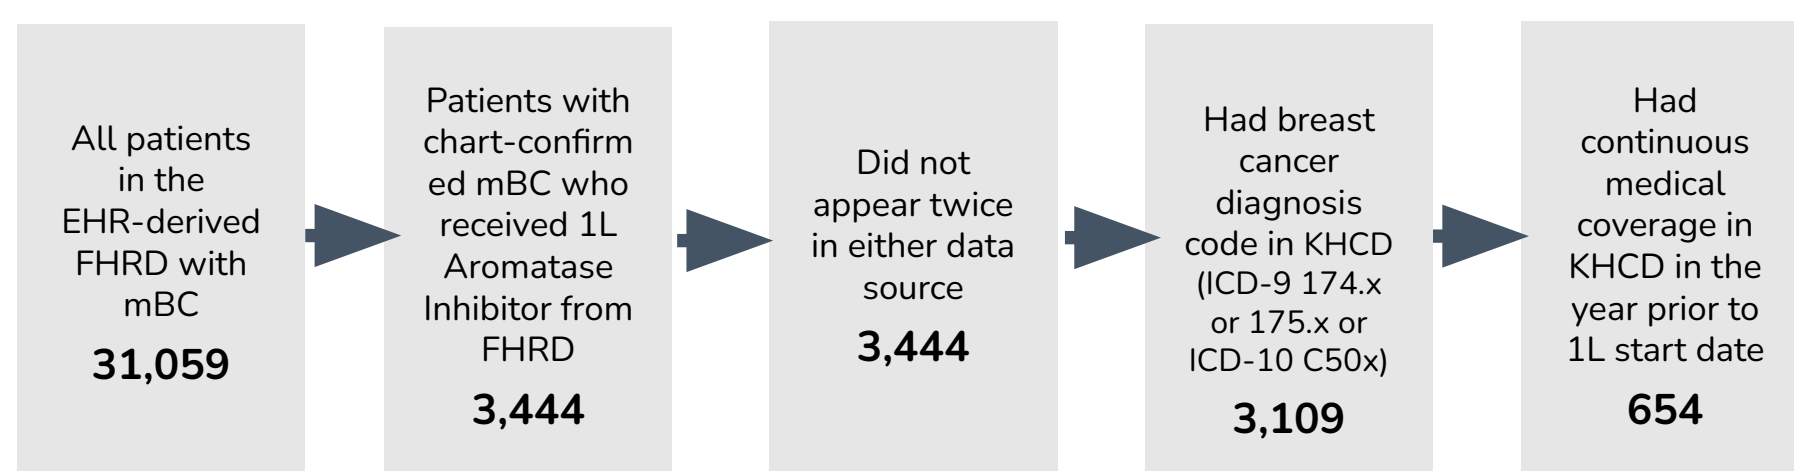 All patients
in the
EHR-derived
FHRD with
mBC
31,059
Patients with
chart-confirm
ed mBC who
received 1L
Aromatase
Inhibitor from
FHRD
3,444
Did not
appear twice
in either data
source
3,444
Had breast
cancer
diagnosis
code in KHCD
(ICD-9 174.x
or 175.x or
ICD-10 C50x)
3,109
Had
continuous
medical
coverage in
KHCD in the
year prior to
1L start date
654